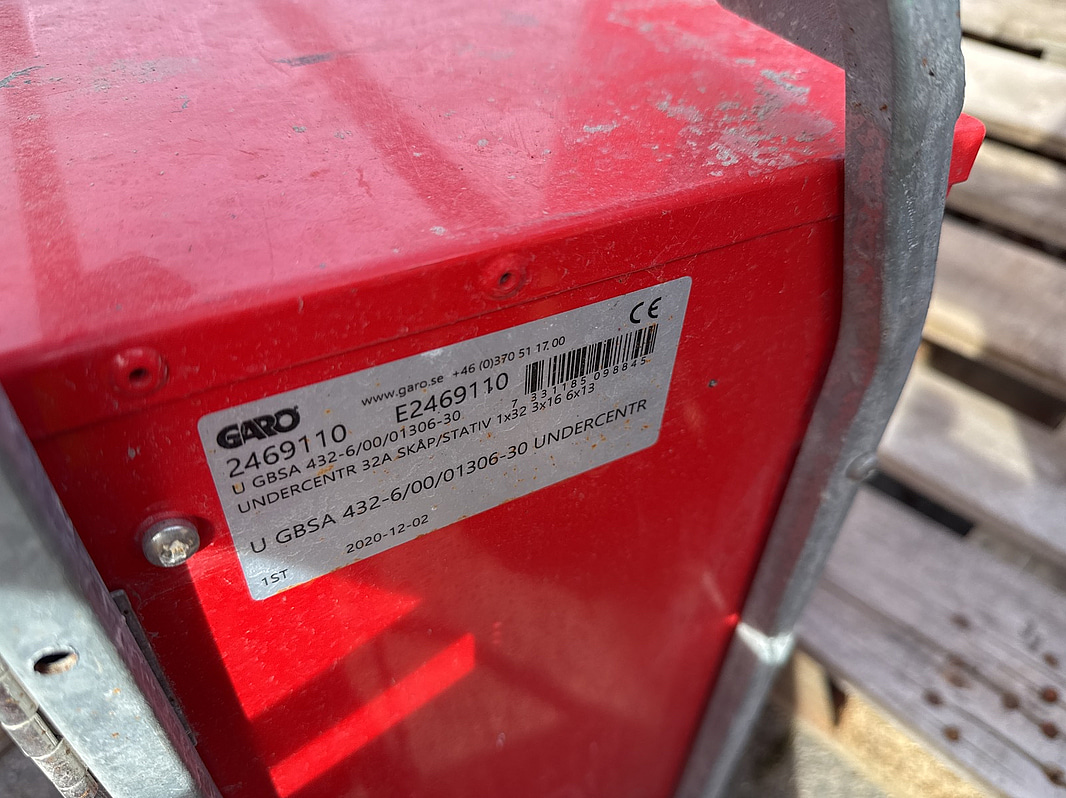 CE
www.garo.se +46 (0)370 51 17 00
GARO
2469110 E2469110
7 331185 098845
U GBSA 432-6/00/01306-30
UNDERCENTR 32A SKÅP/STATIV 1x32 3x16 6x13
U GBSA 432-6/00/01306-30 UNDERCENTR
2020-12-02
1ST